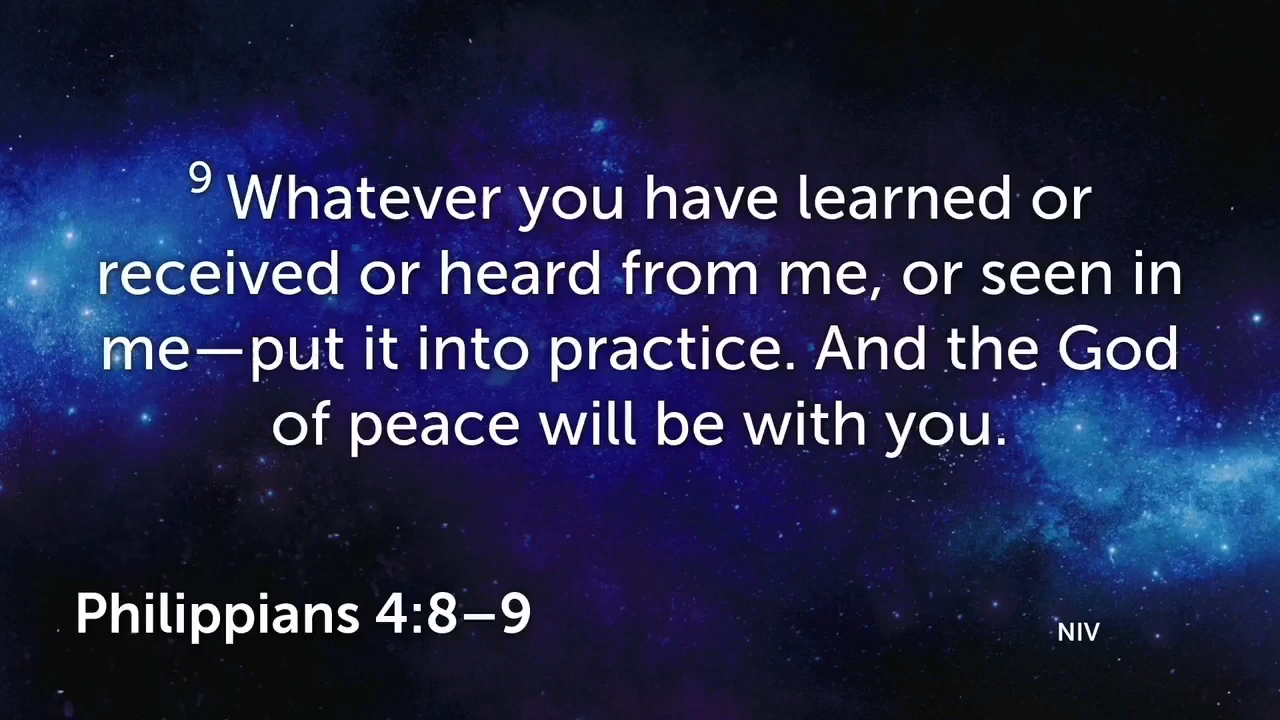 9 Whatever you have learned or
received or heard from me, or seen in
me—put it into practice. And the God
of peace will be with you.
Philippians 4:8–9
NIV